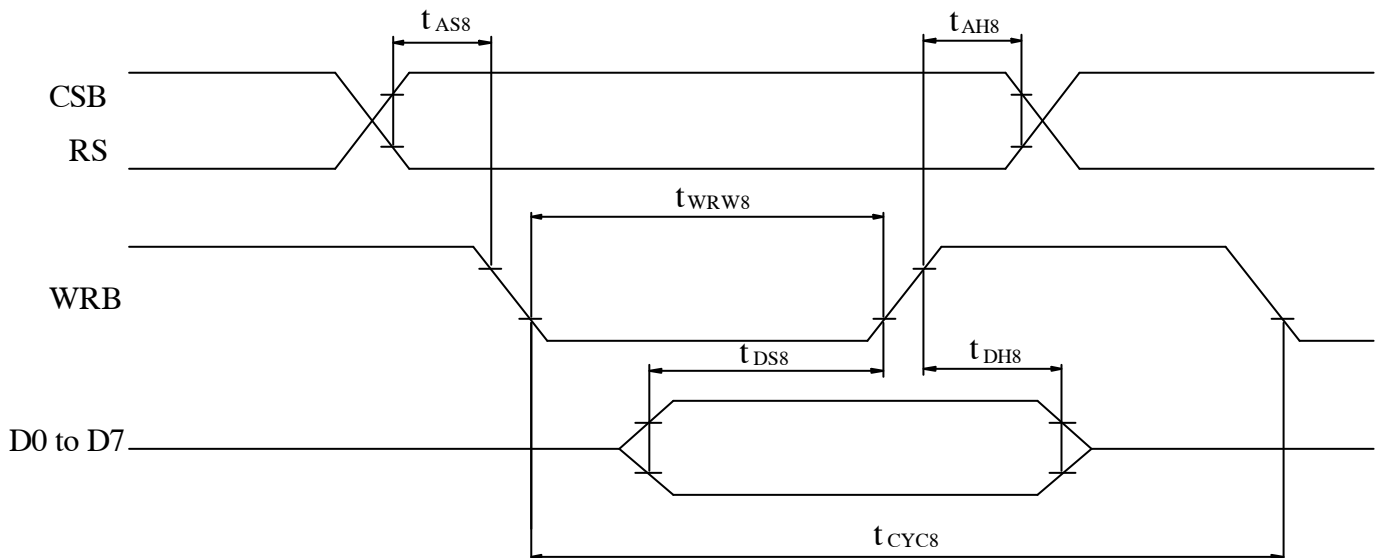 tAS8
tAH8
CSB
RS
tWRW8
WRB
tDS8
tDH8
D0 to D7
tCYC8